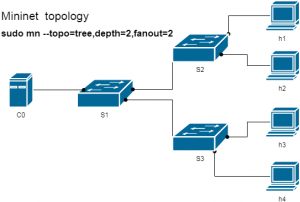 Mininet topology
sudo mn --topo=tree,depth=2,fanout=2
h1
S2
h2
C0
S1
h3
S3
h4